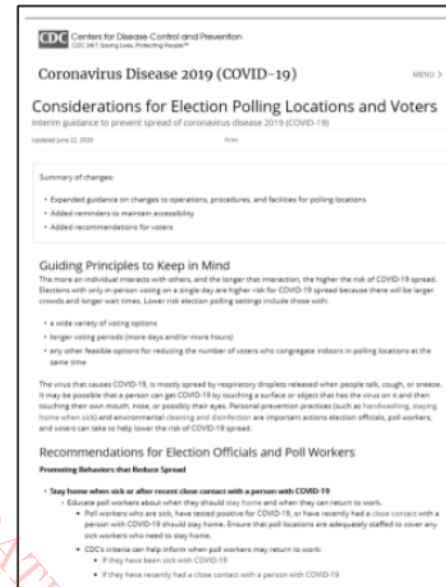 CDC Centers for Disease Control and Prevention
CDC 24/7: Saving Lives, Protecting People™
Coronavirus Disease 2019 (COVID-19)
MENU >
Considerations for Election Polling Locations and Voters
Interim guidance to prevent spread of coronavirus disease 2019 (COVID-19)
Updated June 22, 2020
Print
Summary of changes:
• Expanded guidance on changes to operations, procedures, and facilities for polling locations
• Added reminders to maintain accessibility
• Added recommendations for voters
Guiding Principles to Keep in Mind
The more an individual interacts with others, and the longer that interaction, the higher the risk of COVID-19 spread.
Elections with only in-person voting on a single day are higher risk for COVID-19 spread because there will be larger
crowds and longer wait times. Lower risk election polling settings include those with:
• a wide variety of voting options
• longer voting periods (more days and/or more hours)
• any other feasible options for reducing the number of voters who congregate indoors in polling locations at the
same time
The virus that causes COVID-19, is mostly spread by respiratory droplets released when people talk, cough, or sneeze.
It may be possible that a person can get COVID-19 by touching a surface or object that has the virus on it and then
touching their own mouth, nose, or possibly their eyes. Personal prevention practices (such as handwashing, staying
home when sick) and environmental cleaning and disinfection are important actions election officials, poll workers,
and voters can take to help lower the risk of COVID-19 spread.
Recommendations for Election Officials and Poll Workers
Promoting Behaviors that Reduce Spread
• Stay home when sick or after recent close contact with a person with COVID-19
◦ Educate poll workers about when they should stay home and when they can return to work.
▪ Poll workers who are sick, have tested positive for COVID-19, or have recently had a close contact with a
person with COVID-19 should stay home. Ensure that poll locations are adequately staffed to cover any
sick workers who need to stay home.
▪ CDC's criteria can help inform when poll workers may return to work:
▪ If they have been sick with COVID-19
▪ If they have recently had a close contact with a person with COVID-19